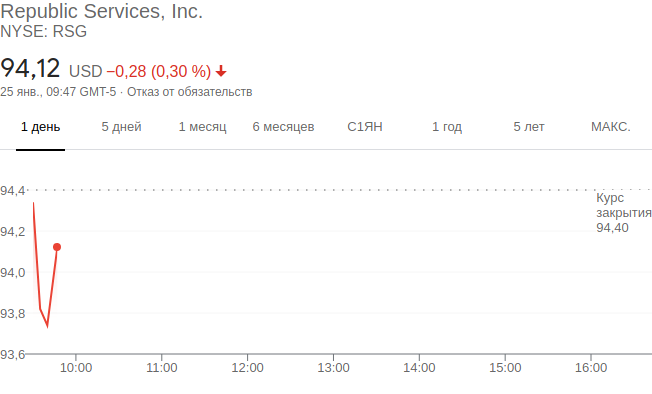 Republic Services, Inc.
NYSE: RSG
94,12 USD −0,28 (0,30 %)
25 янв., 09:47 GMT-5 · Отказ от обязательств
1 день 5 дней 1 месяц 6 месяцев С1ЯН 1 год 5 лет МАКС.
94,4
Курс
закрытия
94,40
94,2
94,0
93,8
93,6
10:00 11:00 12:00 13:00 14:00 15:00 16:00